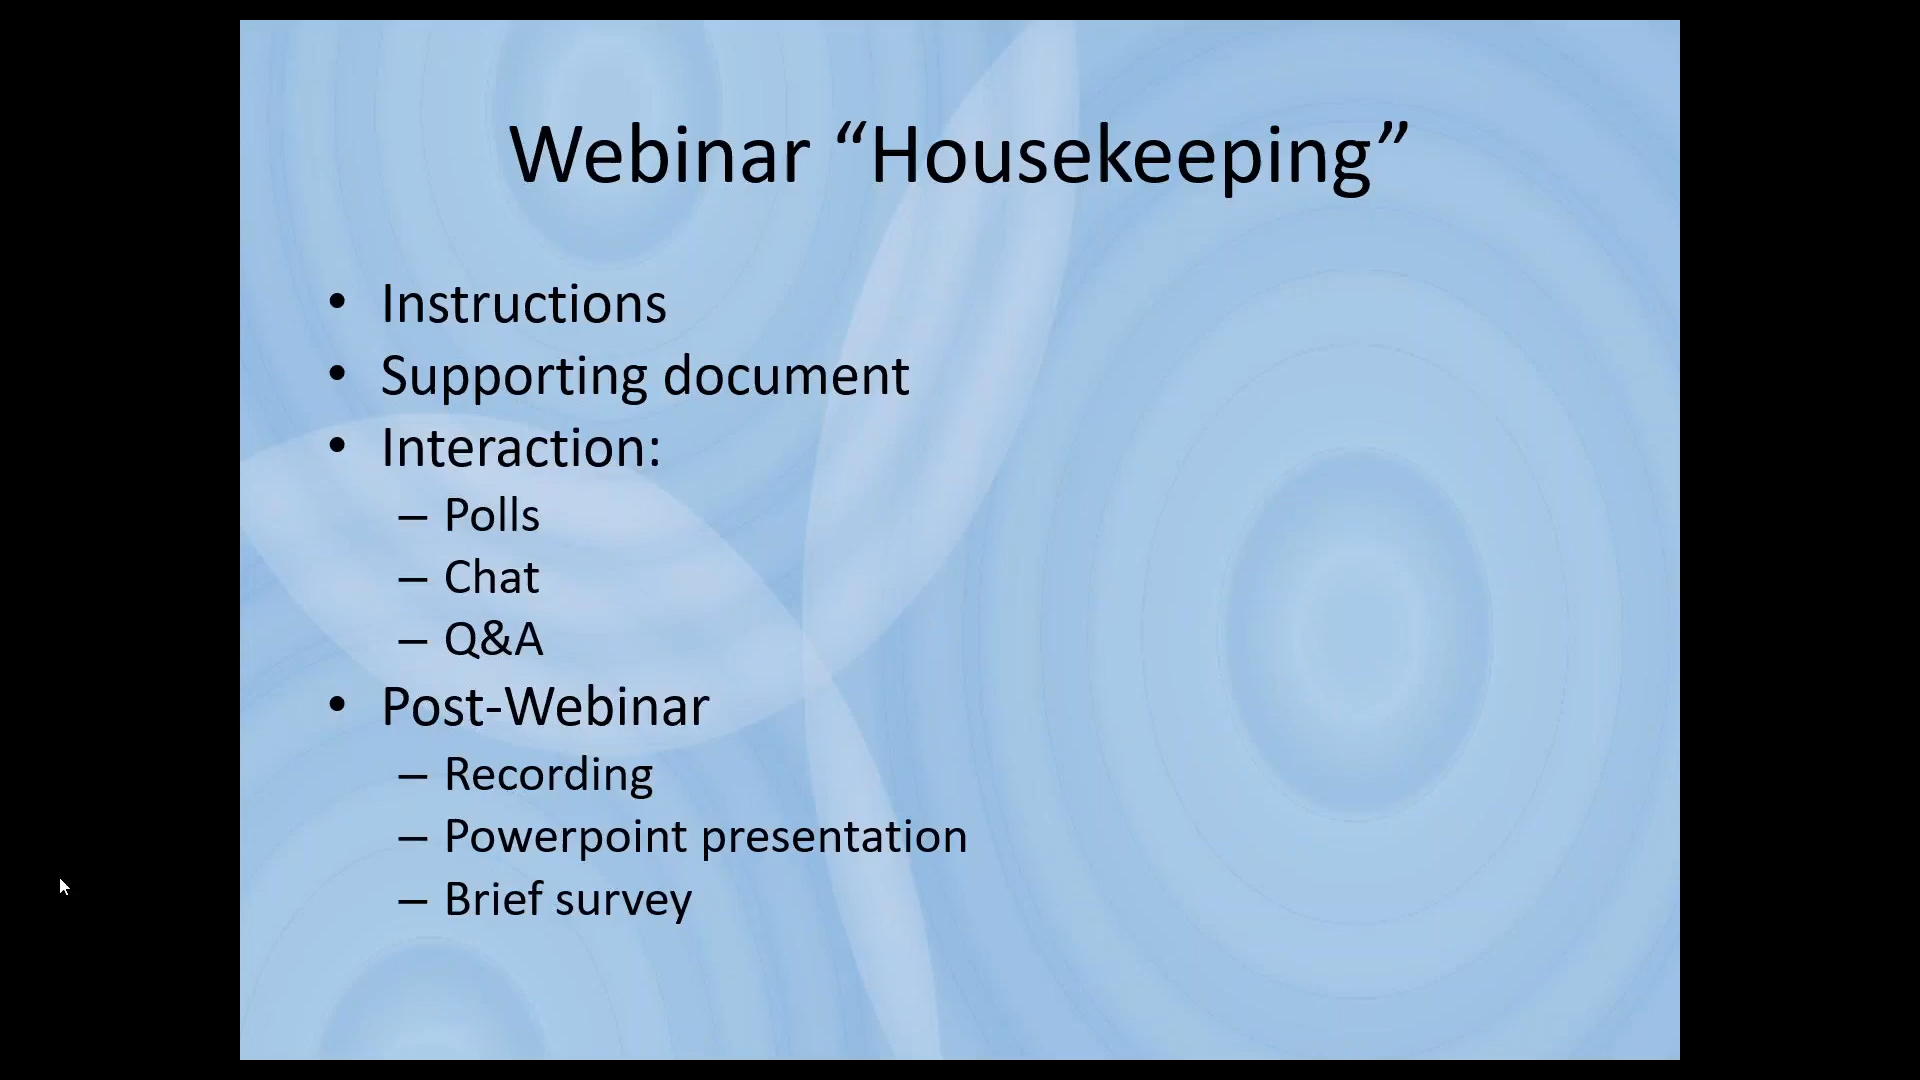 Webinar “Housekeeping”
• Instructions
• Supporting document
• Interaction:
– Polls
– Chat
– Q&A
• Post-Webinar
– Recording
– Powerpoint presentation
– Brief survey